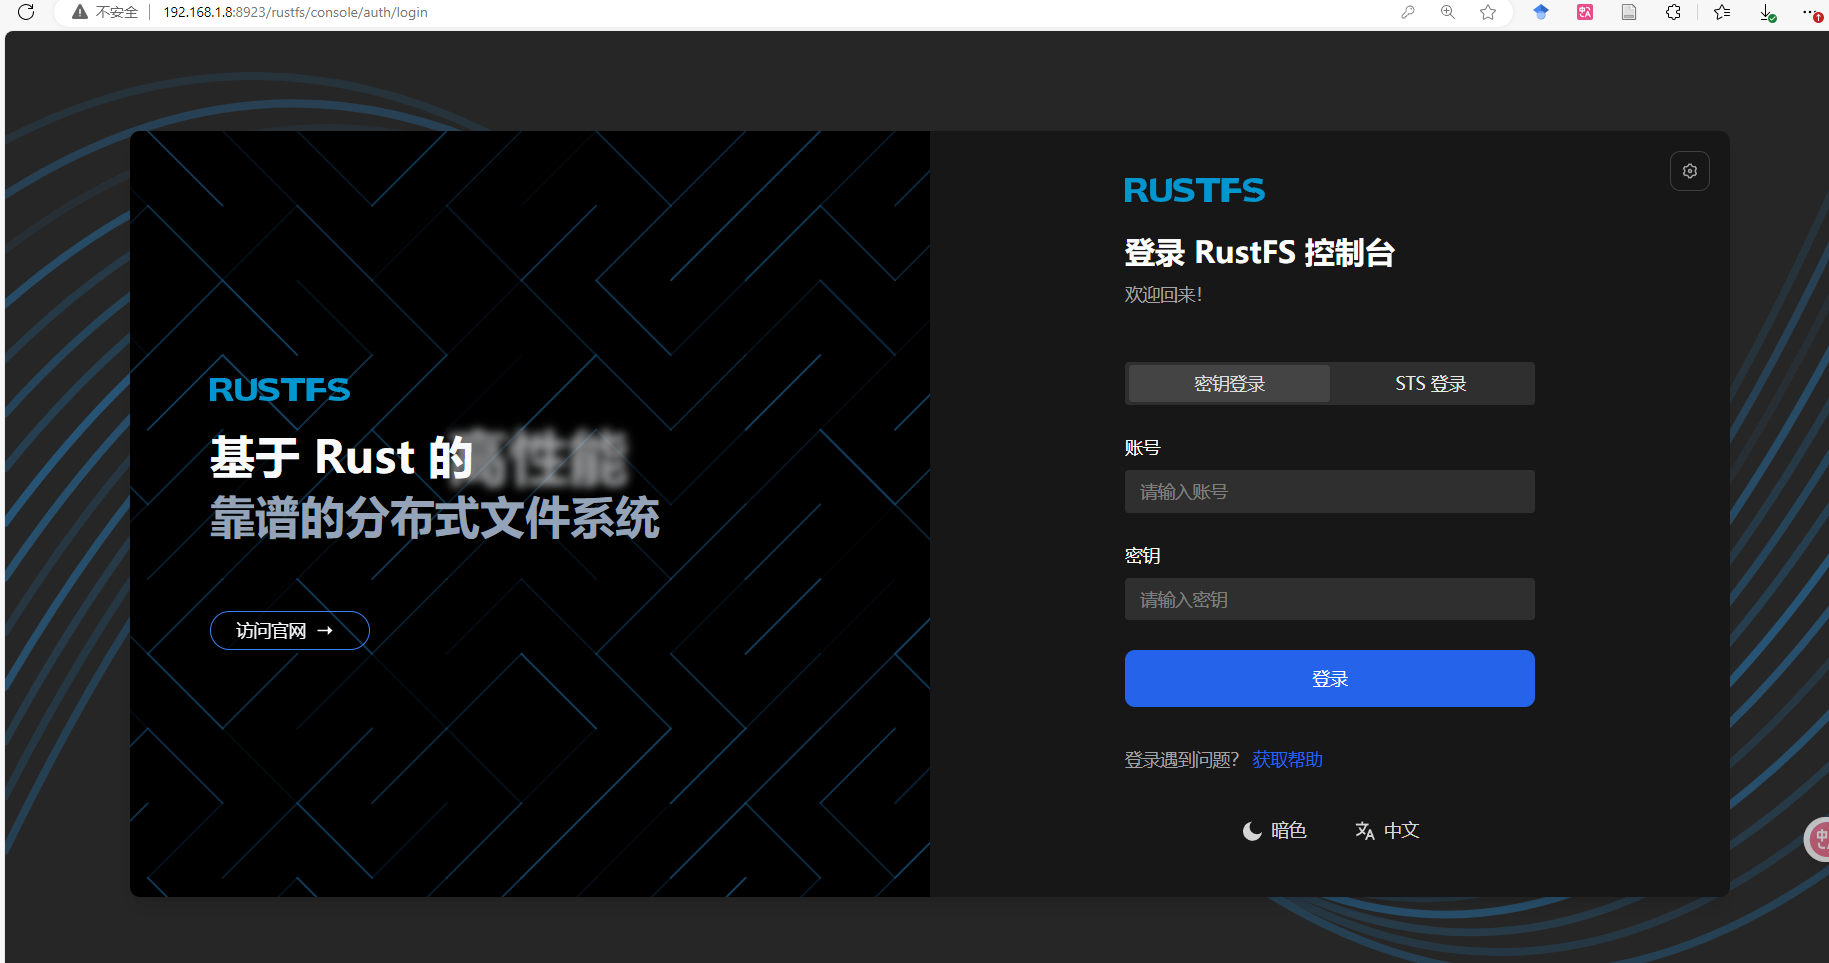 不安全 192.168.1.8:8923/rustfs/console/auth/login
RUSTFS
基于 Rust 的高性能
靠谱的分布式文件系统
访问官网 →
RUSTFS
登录 RustFS 控制台
欢迎回来!
密钥登录 STS 登录
账号
请输入账号
密钥
请输入密钥
登录
登录遇到问题? 获取帮助
暗色 中文